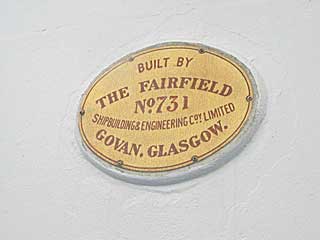 BUILT BY
THE FAIRFIELD
No731
SHIPBUILDING & ENGINEERING COY LIMITED
GOVAN, GLASGOW.